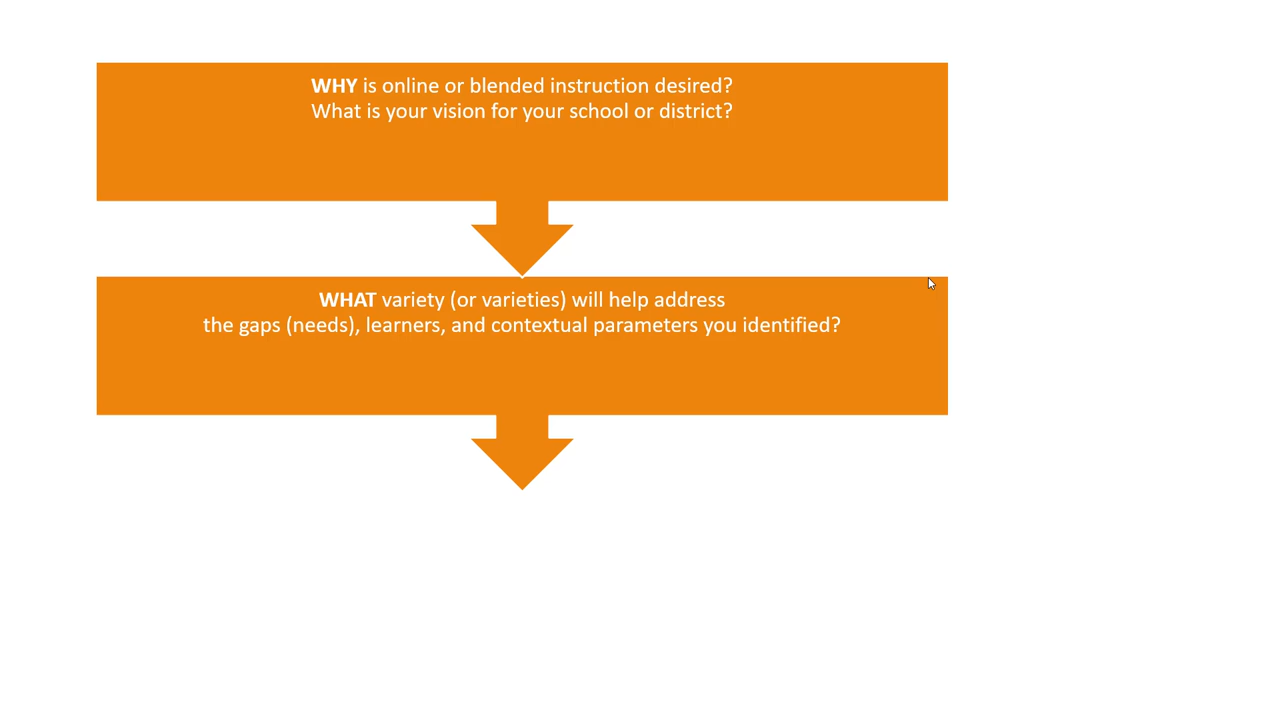 WHY is online or blended instruction desired?
What is your vision for your school or district?
WHAT variety (or varieties) will help address
the gaps (needs), learners, and contextual parameters you identified?